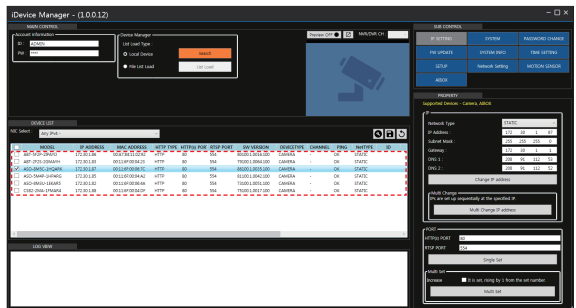 iDevice Manager - (1.0.0.12)
MAIN CONTROL
Account Information
ID : ADMIN
PW : ****
Device Manager
List Load Type :
Local Device
Search
File List Load
List Load
Preview OFF
NVR/DVR CH :
SUB CONTROL
IP SETTING
SYSTEM
PASSWORD CHANGE
FW UPDATE
SYSTEM INFO
TIME SETTING
SETUP
Network Setting
MOTION SENSOR
AIBOX
DEVICE LIST
NIC Select : Any IPv4 -
MODEL IP ADDRESS MAC ADDRESS HTTP TYPE HTTP(s) POR RTSP PORT SW VERSION DEVICETYPE CHANNEL PING NetTYPE ID
80 554 CAMERA - OK STATIC
80 554 CAMERA - OK STATIC
80 554 CAMERA - OK STATIC
80 554 CAMERA - OK STATIC
80 554 CAMERA - OK STATIC
80 554 CAMERA - OK STATIC
LOG VIEW
PROPERTY
Supported Devices - Camera, AIBOX
IP
Network Type STATIC
IP Address : 172 30 1 87
Subnet Mask : 255 255 255 0
Gateway 172 30 1 1
DNS 1 : 208 91 112 53
DNS 2 : 208 91 112 52
Change IP address
Multi Change
IPs are set up sequentially at the specified IP.
Multi Change IP address
PORT
HTTP(s) PORT 80
RTSP PORT 554
Single Set
Multi Set
Increase It is set, rising by 1 from the set number.
Multi Set